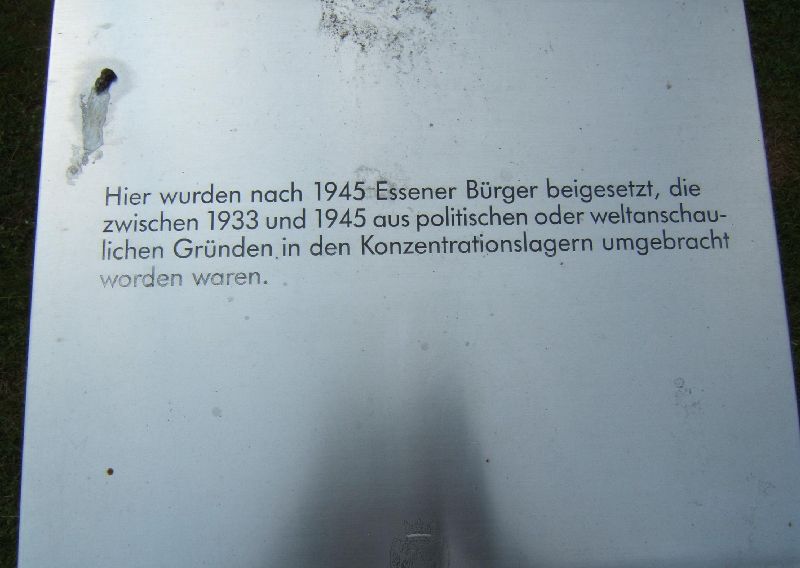 Hier wurden nach 1945 Essener Bürger beigesetzt, die
zwischen 1933 und 1945 aus politischen oder weltanschau-
lichen Gründen in den Konzentrationslagern umgebracht
worden waren.